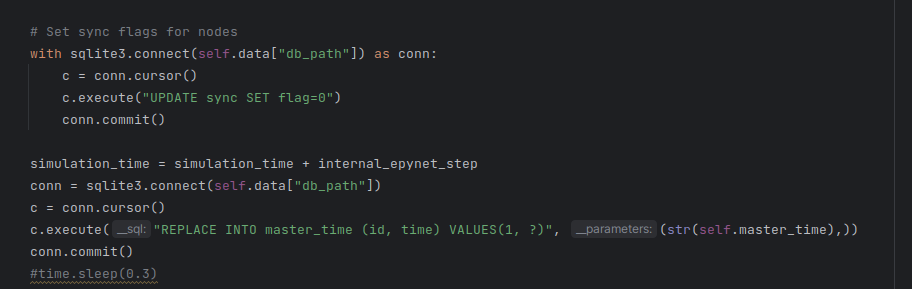 # Set sync flags for nodes
with sqlite3.connect(self.data["db_path"]) as conn:
    c = conn.cursor()
    c.execute("UPDATE sync SET flag=0")
    conn.commit()

simulation_time = simulation_time + internal_epynet_step
conn = sqlite3.connect(self.data["db_path"])
c = conn.cursor()
c.execute(__sql: "REPLACE INTO master_time (id, time) VALUES(1, ?)", __parameters: (str(self.master_time),))
conn.commit()
#time.sleep(0.3)